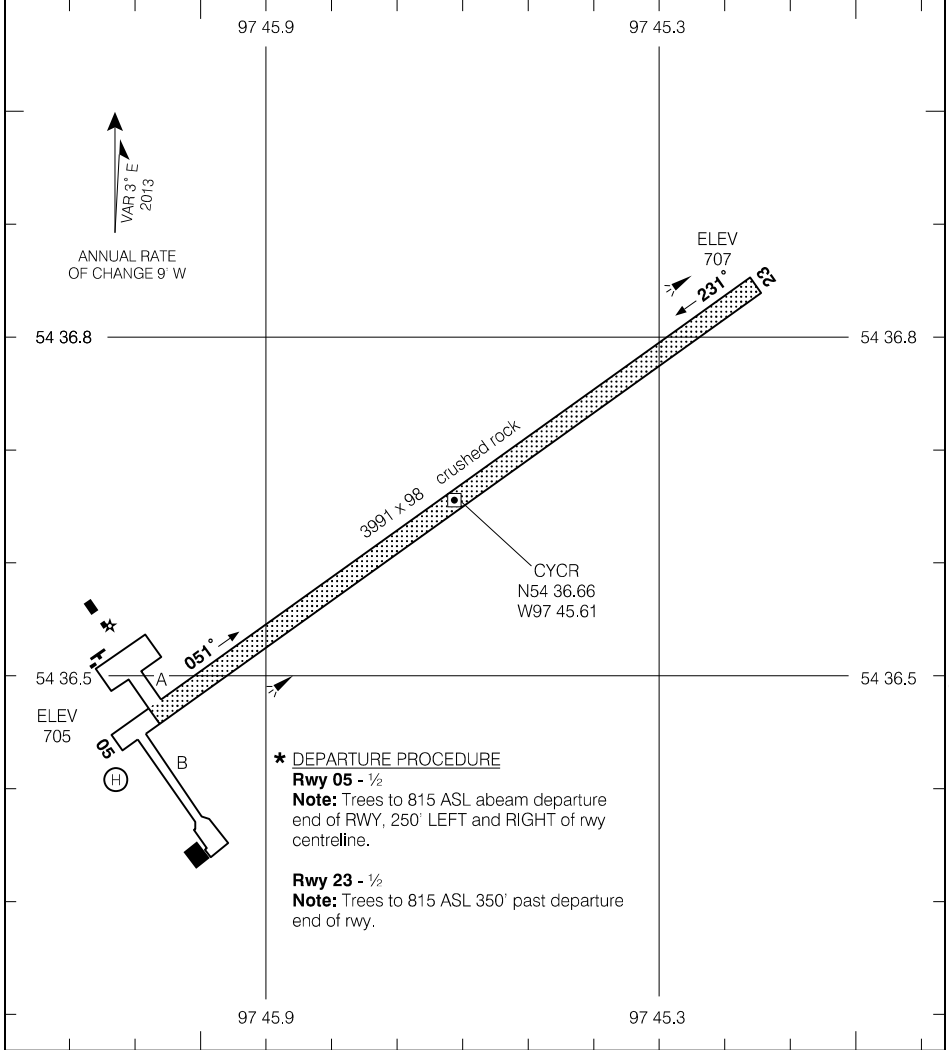 97 45.9
97 45.3
VAR 3° E
2013
ANNUAL RATE
OF CHANGE 9' W
ELEV
707
23
231°
54 36.8
54 36.8
3991 x 98 crushed rock
CYCR
N54 36.66
W97 45.61
051°
54 36.5
A
54 36.5
ELEV
705
05
H
B
* DEPARTURE PROCEDURE
Rwy 05 - ½
Note: Trees to 815 ASL abeam departure
end of RWY, 250' LEFT and RIGHT of rwy
centreline.
Rwy 23 - ½
Note: Trees to 815 ASL 350' past departure
end of rwy.
97 45.9
97 45.3